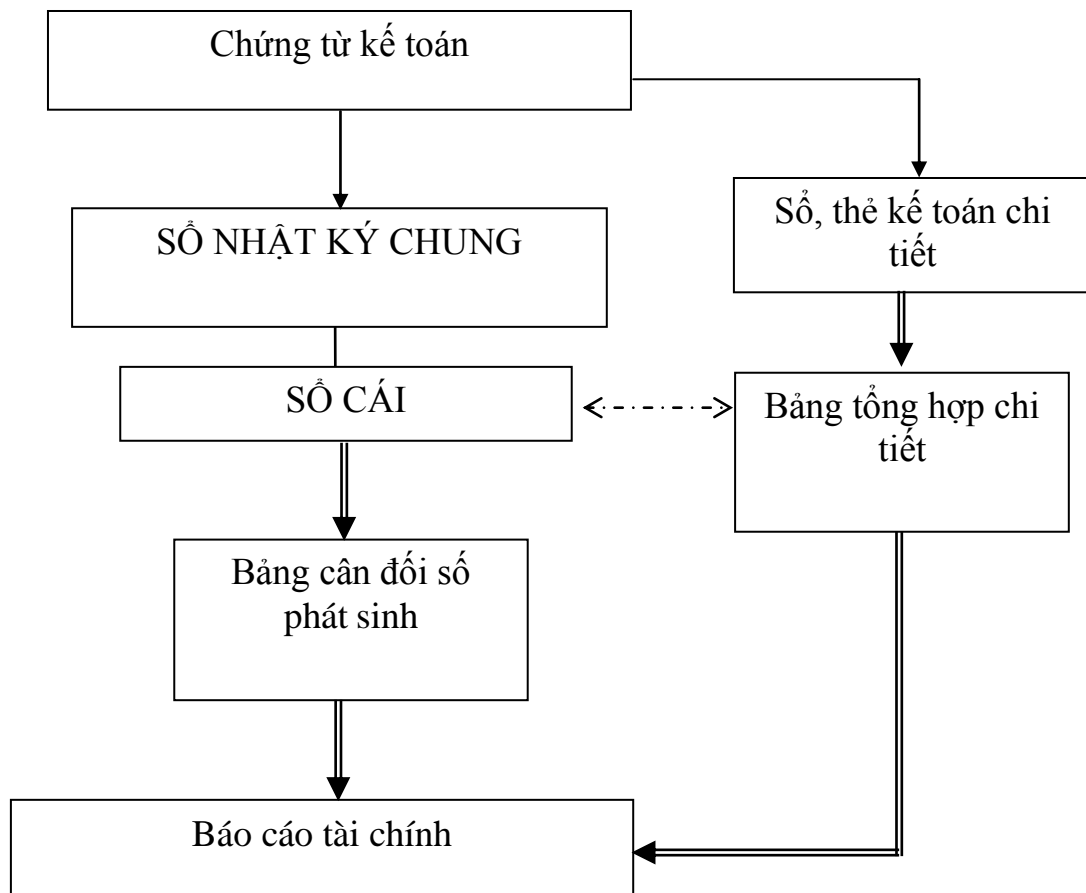 Chứng từ kế toán
SỔ NHẬT KÝ CHUNG
Sổ, thẻ kế toán chi
tiết
SỔ CÁI
Bảng tổng hợp chi
tiết
Bảng cân đối số
phát sinh
Báo cáo tài chính